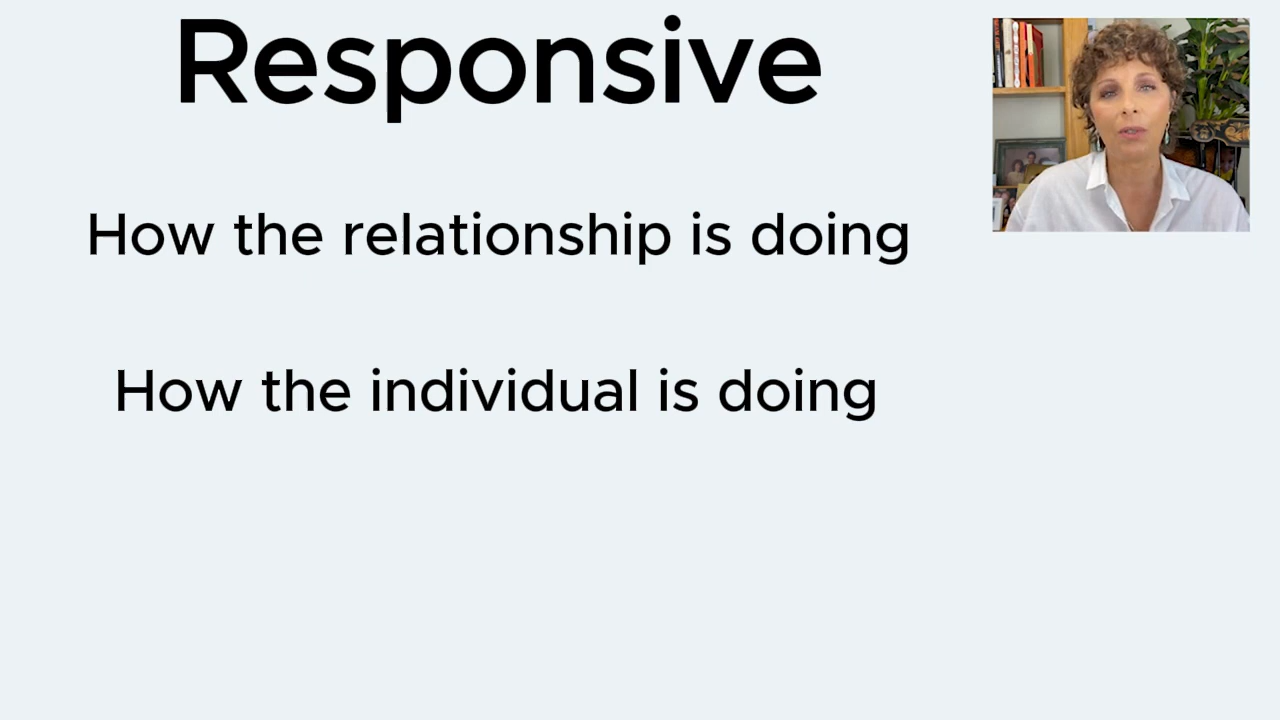 Responsive
How the relationship is doing
How the individual is doing